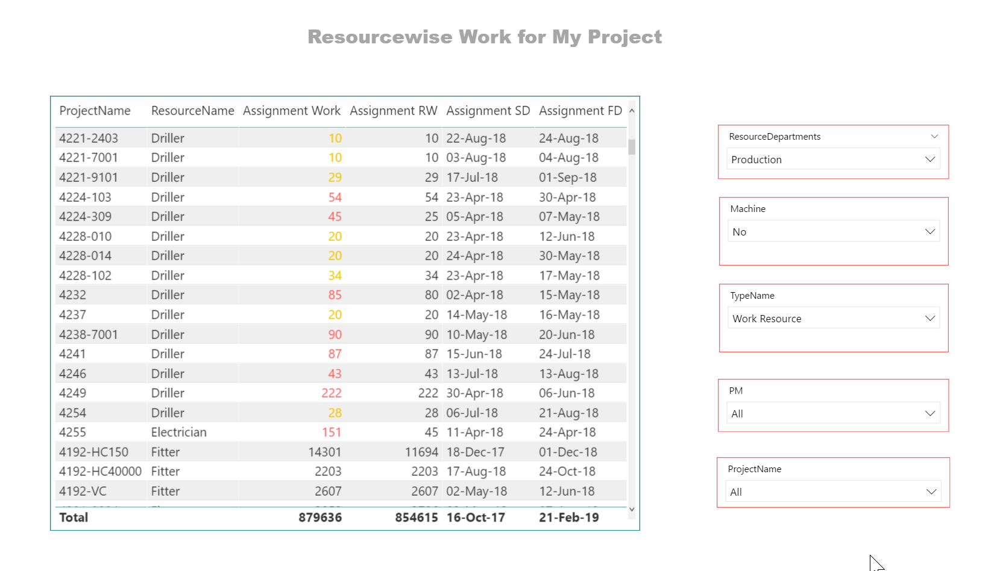 Resourcewise Work for My Project
ProjectName ResourceName Assignment Work Assignment RW Assignment SD Assignment FD
4221-2403 Driller 10 10 22-Aug-18 24-Aug-18
4221-7001 Driller 10 10 03-Aug-18 04-Aug-18
4221-9101 Driller 29 29 17-Jul-18 01-Sep-18
4224-103 Driller 54 54 23-Apr-18 30-Apr-18
4224-309 Driller 45 25 05-Apr-18 07-May-18
4228-010 Driller 20 20 23-Apr-18 12-Jun-18
4228-014 Driller 20 20 24-Apr-18 30-May-18
4228-102 Driller 34 34 23-Apr-18 17-May-18
4232 Driller 85 80 02-Apr-18 15-May-18
4237 Driller 20 20 14-May-18 16-May-18
4238-7001 Driller 90 90 10-May-18 20-Jun-18
4241 Driller 87 87 15-Jun-18 24-Jul-18
4246 Driller 43 43 13-Jul-18 13-Aug-18
4249 Driller 222 222 30-Apr-18 06-Jun-18
4254 Driller 28 28 06-Jul-18 21-Aug-18
4255 Electrician 151 45 11-Apr-18 24-Apr-18
4192-HC150 Fitter 14301 11694 18-Dec-17 01-Dec-18
4192-HC40000 Fitter 2203 2203 17-Aug-18 24-Oct-18
4192-VC Fitter 2607 2607 02-May-18 12-Jun-18
Total 879636 854615 16-Oct-17 21-Feb-19
ResourceDepartments
Production
Machine
No
TypeName
Work Resource
PM
All
ProjectName
All